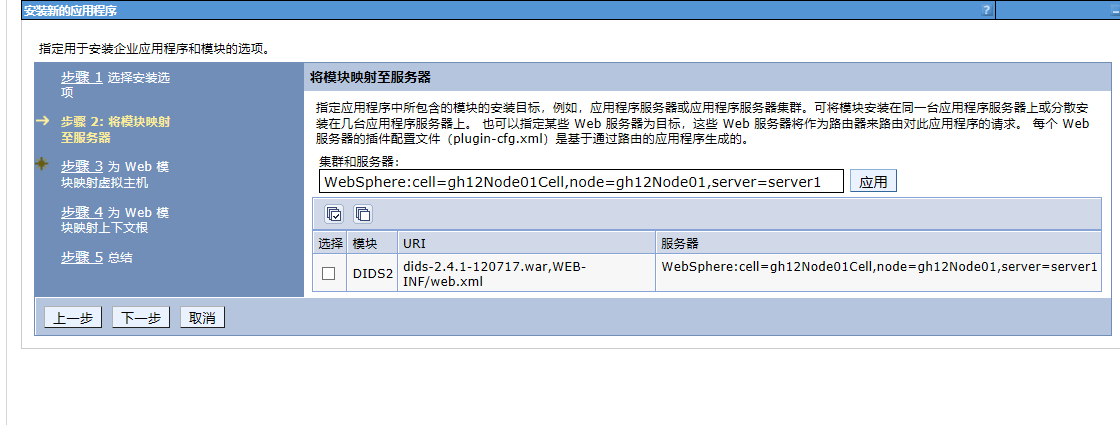 安装新的应用程序 ?
指定用于安装企业应用程序和模块的选项。
步骤 1 选择安装选
项
步骤 2: 将模块映射
至服务器
步骤 3 为 Web 模
块映射虚拟主机
步骤 4 为 Web 模
块映射上下文根
步骤 5 总结
将模块映射至服务器
指定应用程序中所包含的模块的安装目标，例如，应用程序服务器或应用程序服务器集群。可将模块安装在同一台应用程序服务器上或分散安
装在几台应用程序服务器上。 也可以指定某些 Web 服务器为目标，这些 Web 服务器将作为路由器来路由对此应用程序的请求。 每个 Web
服务器的插件配置文件（plugin-cfg.xml）是基于通过路由的应用程序生成的。
集群和服务器：
WebSphere:cell=gh12Node01Cell,node=gh12Node01,server=server1 应用
选择 模块 URI 服务器
DIDS2 dids-2.4.1-120717.war,WEB- WebSphere:cell=gh12Node01Cell,node=gh12Node01,server=server1
INF/web.xml
上一步 下一步 取消